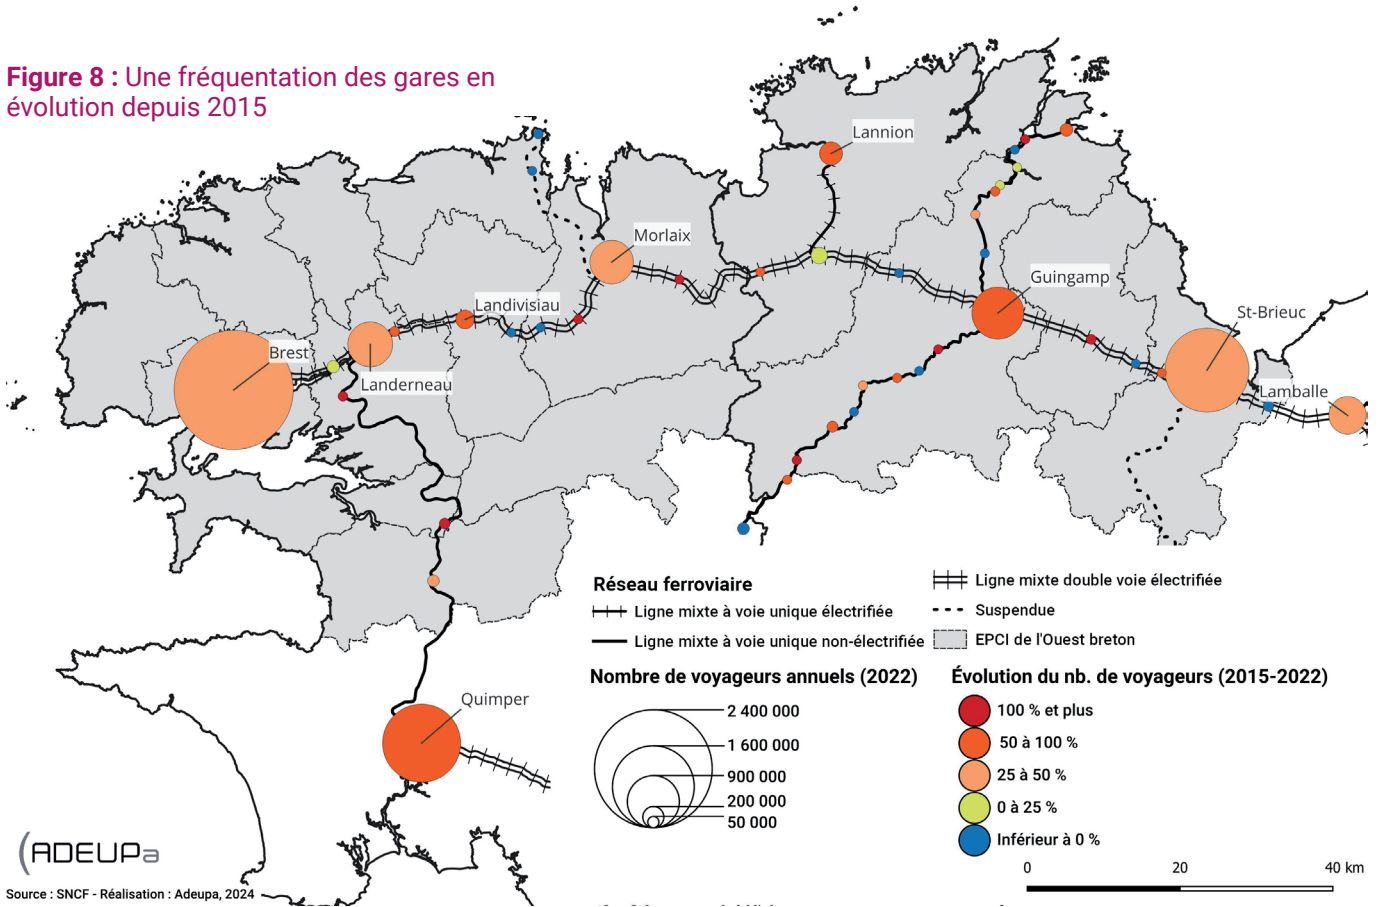 Figure 8 : Une fréquentation des gares en
évolution depuis 2015
Lannion
Morlaix
Guingamp
Landivisiau
St-Brieuc
Brest
Landerneau
Lamballe
Quimper
Réseau ferroviaire
Ligne mixte à voie unique électrifiée
Ligne mixte à voie unique non-électrifiée
Ligne mixte double voie électrifiée
Suspendue
EPCI de l'Ouest breton
Nombre de voyageurs annuels (2022)
2 400 000
1 600 000
900 000
200 000
50 000
Évolution du nb. de voyageurs (2015-2022)
100 % et plus
50 à 100 %
25 à 50 %
0 à 25 %
Inférieur à 0 %
0 20 40 km
ADEUPa
Source : SNCF - Réalisation : Adeupa, 2024